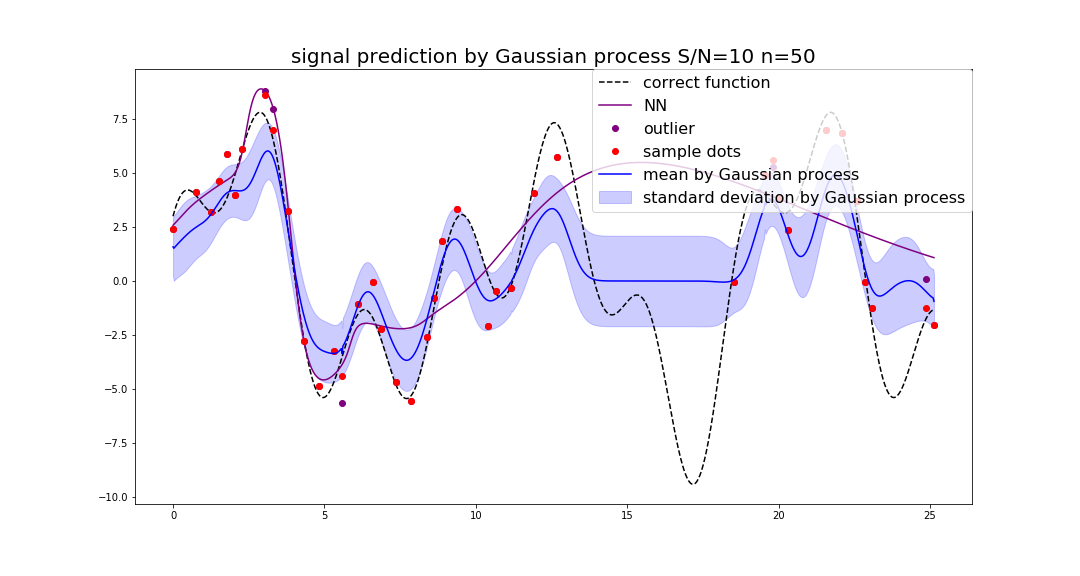 signal prediction by Gaussian process S/N=10 n=50
correct function
NN
outlier
sample dots
mean by Gaussian process
standard deviation by Gaussian process
7.5
5.0
2.5
0.0
−2.5
−5.0
−7.5
−10.0
0 5 10 15 20 25